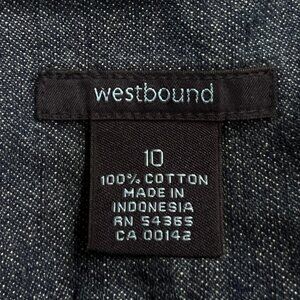 westbound
10
100% COTTON
MADE IN
INDONESIA
RN 54365
CA 00142